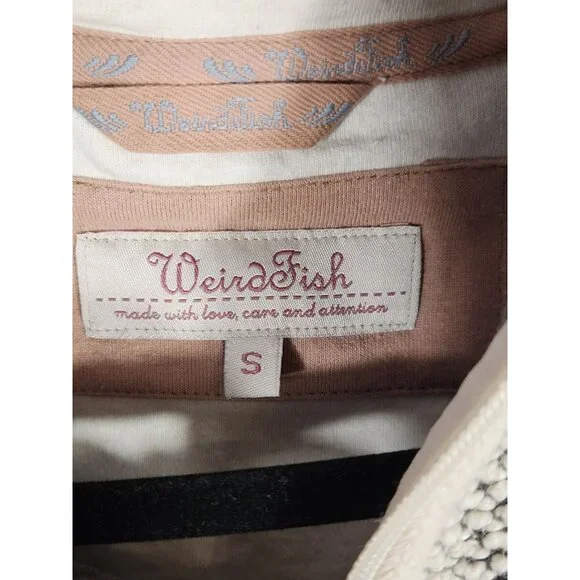 WeirdFish
WeirdFish
WeirdFish
made with love, care and attention
S